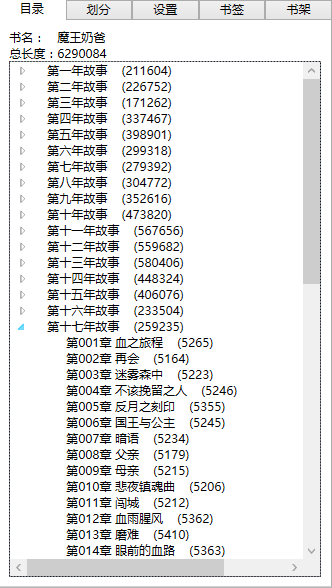 目录 划分 设置 书签 书架
书名： 魔王奶爸
总长度：6290084
第一年故事 (211604)
第二年故事 (226752)
第三年故事 (171262)
第四年故事 (337467)
第五年故事 (398901)
第六年故事 (299318)
第七年故事 (279392)
第八年故事 (304772)
第九年故事 (352616)
第十年故事 (473820)
第十一年故事 (567656)
第十二年故事 (559682)
第十三年故事 (580406)
第十四年故事 (448324)
第十五年故事 (406076)
第十六年故事 (233504)
第十七年故事 (259235)
第001章 血之旅程 (5265)
第002章 再会 (5164)
第003章 迷雾森中 (5223)
第004章 不该挽留之人 (5246)
第005章 反月之刻印 (5355)
第006章 国王与公主 (5245)
第007章 暗语 (5234)
第008章 父亲 (5179)
第009章 母亲 (5215)
第010章 悲夜镇魂曲 (5206)
第011章 闯城 (5212)
第012章 血雨腥风 (5362)
第013章 磨难 (5410)
第014章 眼前的血路 (5363)